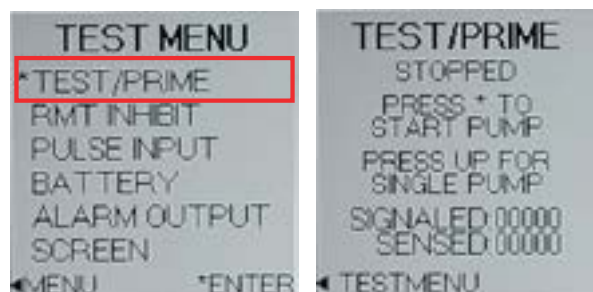 TEST MENU
*TEST/PRIME
RMT INHIBIT
PULSE INPUT
BATTERY
ALARM OUTPUT
SCREEN
◄MENU *ENTER
TEST/PRIME
STOPPED
PRESS * TO
START PUMP
PRESS UP FOR
SINGLE PUMP
SIGNALED 00000
SENSED 00000
◄ TESTMENU